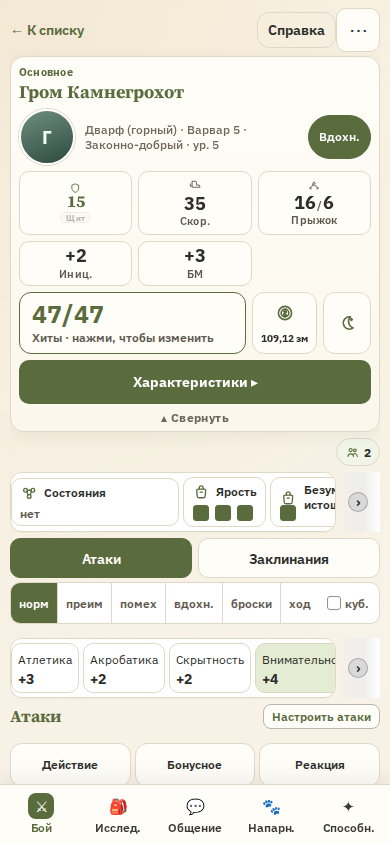 ← К списку
Справка
...
Основное
Гром Камнегрохот
Г
Дварф (горный) · Варвар 5 ·
Законно-добрый · ур. 5
Вдохн.
15
Щит
35
Скор.
16/6
Прыжок
+2
Иниц.
+3
БМ
47/47
Хиты · нажми, чтобы изменить
109,12 зм
Характеристики ▸
▴ Свернуть
2
Состояния
нет
Ярость
Безум
истощ
›
Атаки
Заклинания
норм
преим
помех
вдохн.
броски
ход
куб.
Атлетика
+3
Акробатика
+2
Скрытность
+2
Внимательно
+4
›
Атаки
Настроить атаки
Действие
Бонусное
Реакция
Бой
Исслед.
Общение
Напарн.
Способн.